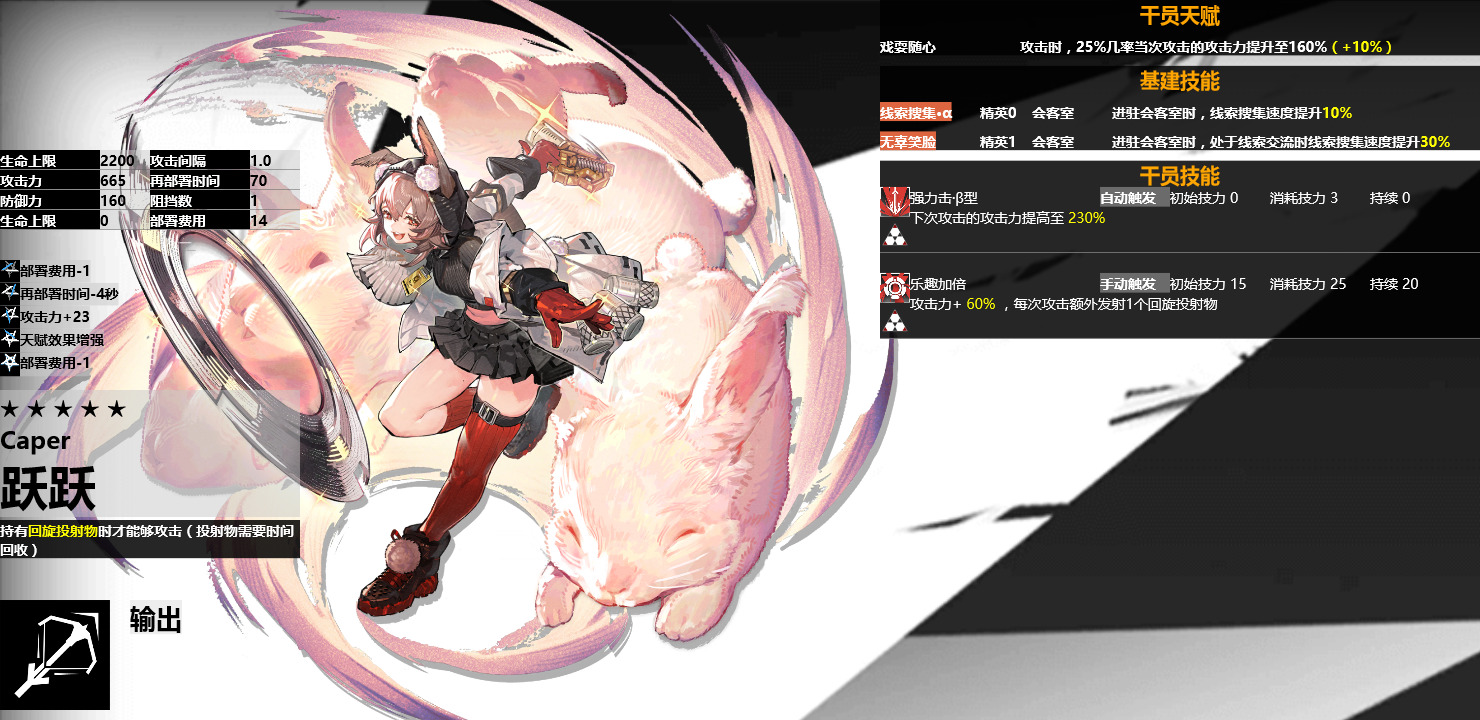 生命上限 2200 攻击间隔 1.0
攻击力 665 再部署时间 70
防御力 160 阻挡数 1
生命上限 0 部署费用 14
部署费用-1
再部署时间-4秒
攻击力+23
天赋效果增强
部署费用-1
★ ★ ★ ★ ★
Caper
跃跃
持有回旋投射物时才能够攻击（投射物需要时间
回收）
输出
干员天赋
戏耍随心 攻击时，25%几率当次攻击的攻击力提升至160%（+10%）
基建技能
线索搜集·α 精英0 会客室 进驻会客室时，线索搜集速度提升10%
无辜笑脸 精英1 会客室 进驻会客室时，处于线索交流时线索搜集速度提升30%
干员技能
强力击·β型 自动触发 初始技力 0 消耗技力 3 持续 0
下次攻击的攻击力提高至 230%
乐趣加倍 手动触发 初始技力 15 消耗技力 25 持续 20
攻击力+ 60% ，每次攻击额外发射1个回旋投射物